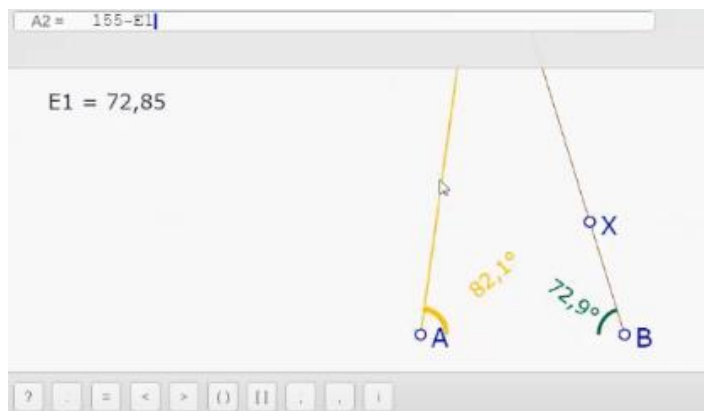 A2 = 155-E1
E1 = 72,85
X
82,1°
72,9°
A
B
? . = < > () [] , , i